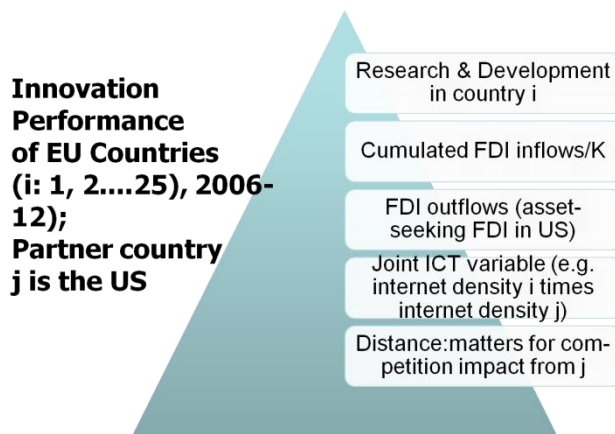 Innovation
Performance
of EU Countries
(i: 1, 2....25), 2006-
12);
Partner country
j is the US
Research & Development
in country i
Cumulated FDI inflows/K
FDI outflows (asset-
seeking FDI in US)
Joint ICT variable (e.g.
internet density i times
internet density j)
Distance:matters for com-
petition impact from j